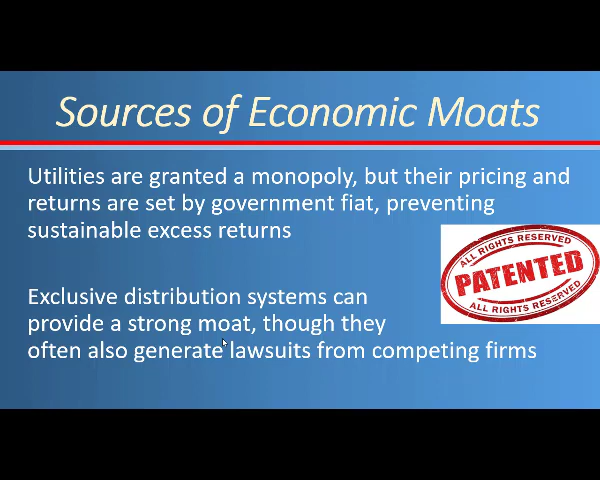 Sources of Economic Moats
Utilities are granted a monopoly, but their pricing and
returns are set by government fiat, preventing
sustainable excess returns
ALL RIGHTS RESERVED
PATENTED
ALL RIGHTS RESERVED
Exclusive distribution systems can
provide a strong moat, though they
often also generate lawsuits from competing firms